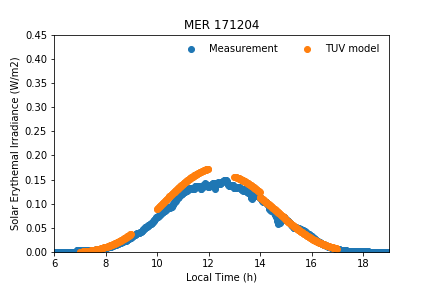 MER 171204
Measurement TUV model
Solar Erythemal Irradiance (W/m2)
0.45
0.40
0.35
0.30
0.25
0.20
0.15
0.10
0.05
0.00
6 8 10 12 14 16 18
Local Time (h)